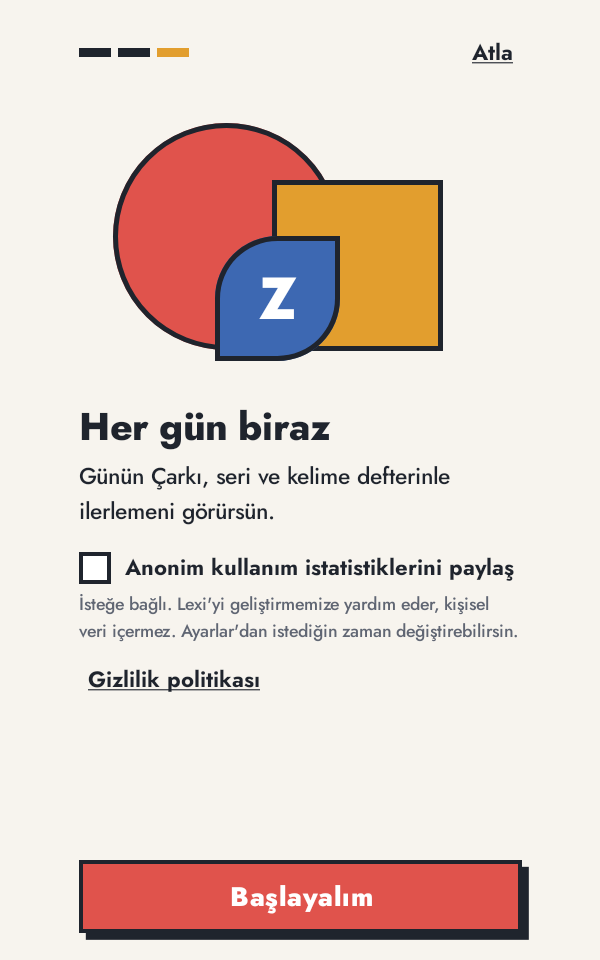 Atla
Z
Her gün biraz
Günün Çarkı, seri ve kelime defterinle
ilerlemeni görürsün.
Anonim kullanım istatistiklerini paylaş
İsteğe bağlı. Lexi'yi geliştirmemize yardım eder, kişisel
veri içermez. Ayarlar'dan istediğin zaman değiştirebilirsin.
Gizlilik politikası
Başlayalım